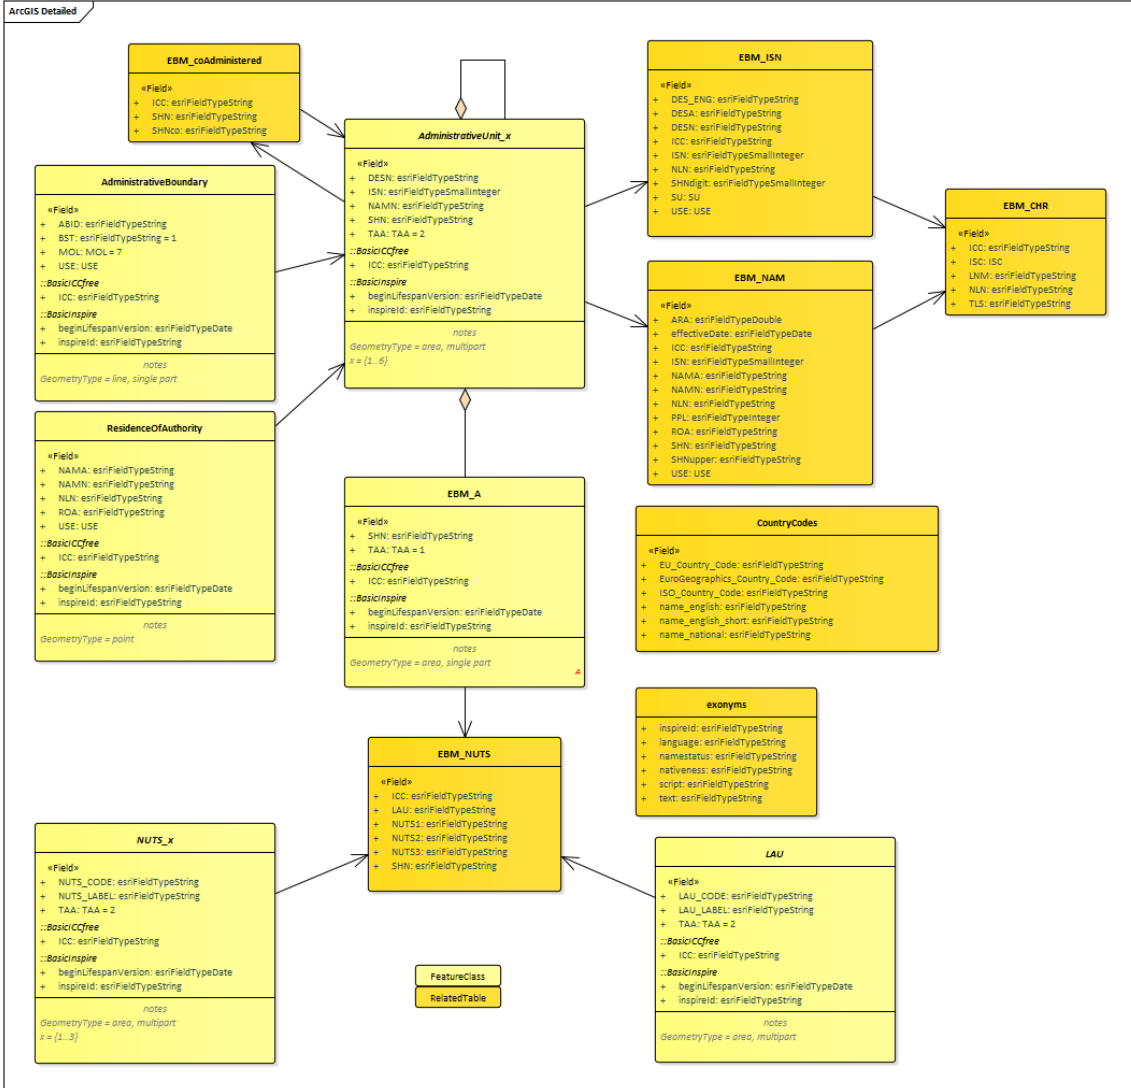 ArcGIS Detailed
EBM_coAdministered
«Field»
+ ICC: esriFieldTypeString
+ SHN: esriFieldTypeString
+ SHNco: esriFieldTypeString
AdministrativeUnit_x
«Field»
+ DESN: esriFieldTypeString
+ ISN: esriFieldTypeSmallInteger
+ NAMN: esriFieldTypeString
+ SHN: esriFieldTypeString
+ TAA: TAA = 2
::BasicICCfree
+ ICC: esriFieldTypeString
::BasicInspire
+ beginLifespanVersion: esriFieldTypeDate
+ inspireId: esriFieldTypeString
notes
GeometryType = area, multipart
x = {1..6}
EBM_ISN
«Field»
+ DES_ENG: esriFieldTypeString
+ DESA: esriFieldTypeString
+ DESN: esriFieldTypeString
+ ICC: esriFieldTypeString
+ ISN: esriFieldTypeSmallInteger
+ NLN: esriFieldTypeString
+ SHNdigit: esriFieldTypeSmallInteger
+ SU: SU
+ USE: USE
EBM_CHR
«Field»
+ ICC: esriFieldTypeString
+ ISC: ISC
+ LNM: esriFieldTypeString
+ NLN: esriFieldTypeString
+ TLS: esriFieldTypeString
AdministrativeBoundary
«Field»
+ ABID: esriFieldTypeString
+ BST: esriFieldTypeString = 1
+ MOL: MOL = 7
+ USE: USE
::BasicICCfree
+ ICC: esriFieldTypeString
::BasicInspire
+ beginLifespanVersion: esriFieldTypeDate
+ inspireId: esriFieldTypeString
notes
GeometryType = line, single part
EBM_NAM
«Field»
+ ARA: esriFieldTypeDouble
+ effectiveDate: esriFieldTypeDate
+ ICC: esriFieldTypeString
+ ISN: esriFieldTypeSmallInteger
+ NAMA: esriFieldTypeString
+ NAMN: esriFieldTypeString
+ NLN: esriFieldTypeString
+ PPL: esriFieldTypeInteger
+ ROA: esriFieldTypeString
+ SHN: esriFieldTypeString
+ SHNupper: esriFieldTypeString
+ USE: USE
ResidenceOfAuthority
«Field»
+ NAMA: esriFieldTypeString
+ NAMN: esriFieldTypeString
+ NLN: esriFieldTypeString
+ ROA: esriFieldTypeString
+ USE: USE
::BasicICCfree
+ ICC: esriFieldTypeString
::BasicInspire
+ beginLifespanVersion: esriFieldTypeDate
+ inspireId: esriFieldTypeString
notes
GeometryType = point
EBM_A
«Field»
+ SHN: esriFieldTypeString
+ TAA: TAA = 1
::BasicICCfree
+ ICC: esriFieldTypeString
::BasicInspire
+ beginLifespanVersion: esriFieldTypeDate
+ inspireId: esriFieldTypeString
notes
GeometryType = area, single part
A
CountryCodes
«Field»
+ EU_Country_Code: esriFieldTypeString
+ EuroGeographics_Country_Code: esriFieldTypeString
+ ISO_Country_Code: esriFieldTypeString
+ name_english: esriFieldTypeString
+ name_english_short: esriFieldTypeString
+ name_national: esriFieldTypeString
exonyms
+ inspireId: esriFieldTypeString
+ language: esriFieldTypeString
+ namestatus: esriFieldTypeString
+ nativeness: esriFieldTypeString
+ script: esriFieldTypeString
+ text: esriFieldTypeString
EBM_NUTS
«Field»
+ ICC: esriFieldTypeString
+ LAU: esriFieldTypeString
+ NUTS1: esriFieldTypeString
+ NUTS2: esriFieldTypeString
+ NUTS3: esriFieldTypeString
+ SHN: esriFieldTypeString
NUTS_x
«Field»
+ NUTS_CODE: esriFieldTypeString
+ NUTS_LABEL: esriFieldTypeString
+ TAA: TAA = 2
::BasicICCfree
+ ICC: esriFieldTypeString
::BasicInspire
+ beginLifespanVersion: esriFieldTypeDate
+ inspireId: esriFieldTypeString
notes
GeometryType = area, multipart
x = {1...3}
LAU
«Field»
+ LAU_CODE: esriFieldTypeString
+ LAU_LABEL: esriFieldTypeString
+ TAA: TAA = 2
::BasicICCfree
+ ICC: esriFieldTypeString
::BasicInspire
+ beginLifespanVersion: esriFieldTypeDate
+ inspireId: esriFieldTypeString
notes
GeometryType = area, multipart
FeatureClass
RelatedTable